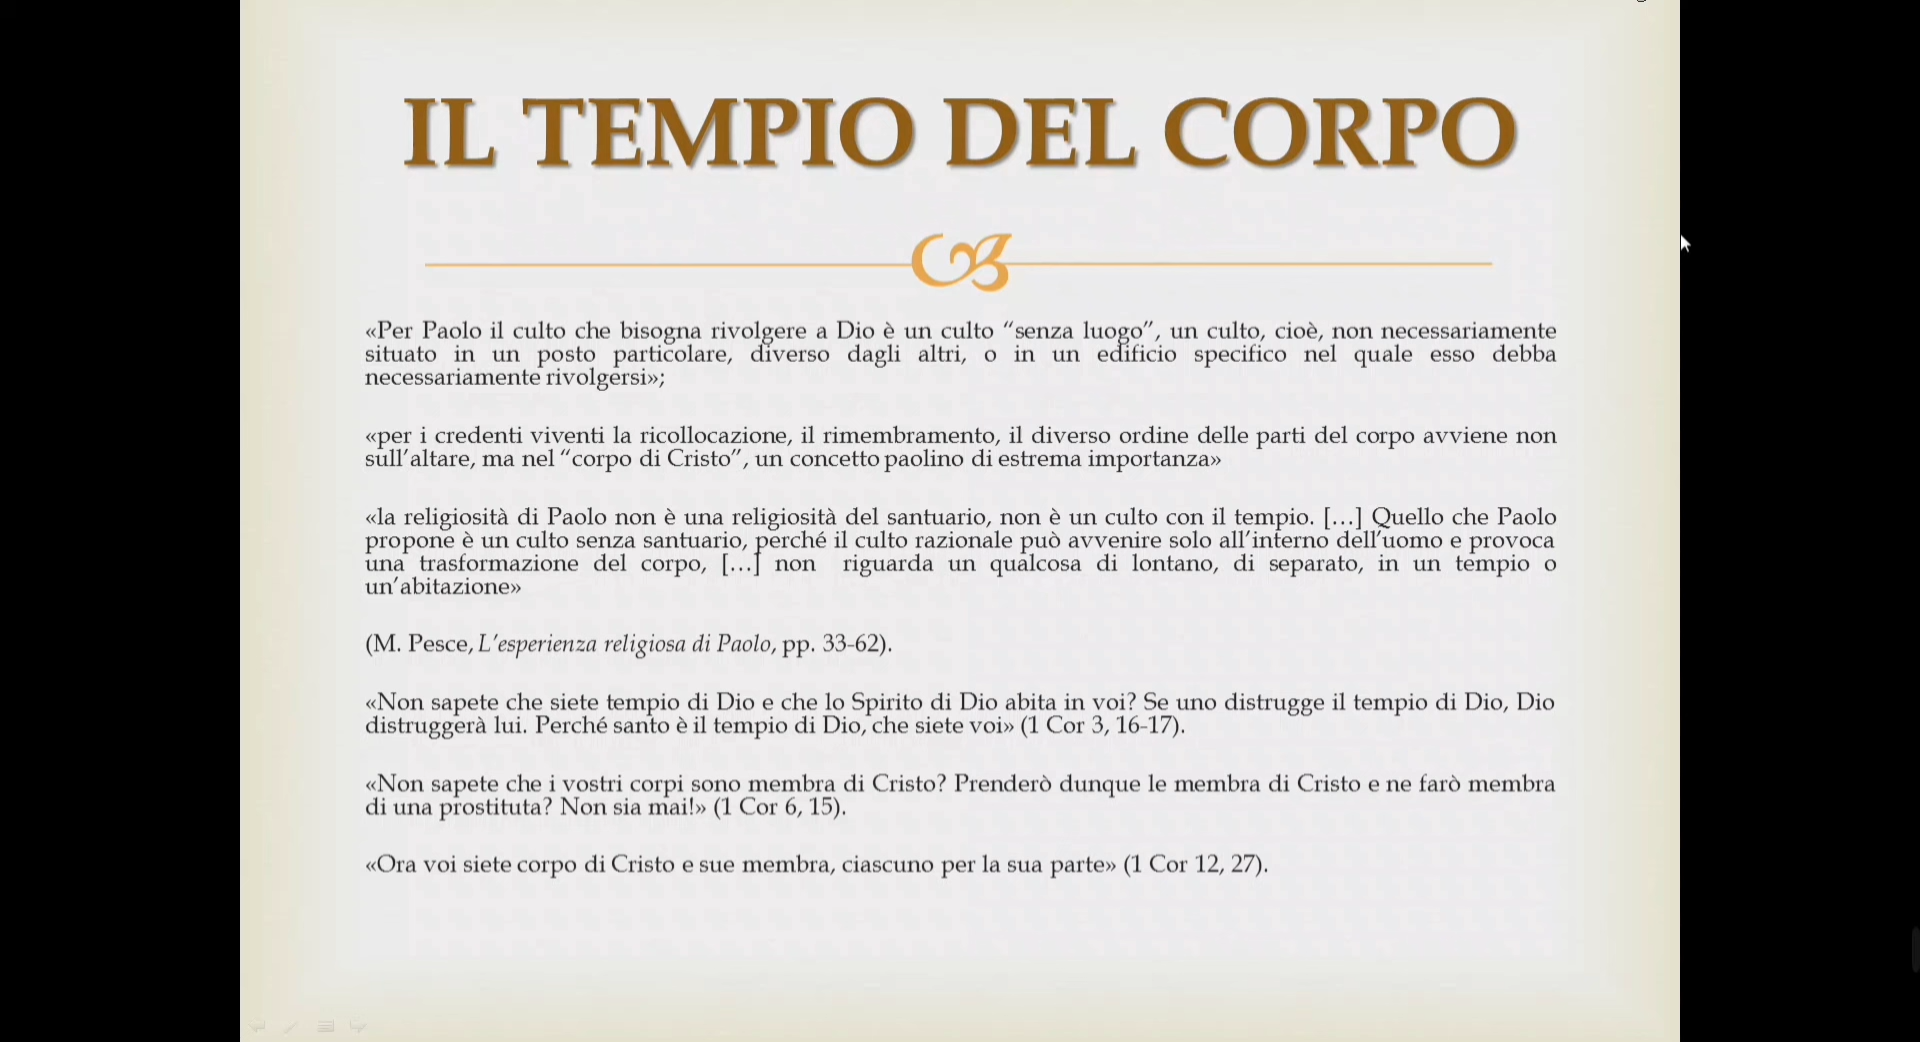 IL TEMPIO DEL CORPO
«Per Paolo il culto che bisogna rivolgere a Dio è un culto “senza luogo”, un culto, cioè, non necessariamente
situato in un posto particolare, diverso dagli altri, o in un edificio specifico nel quale esso debba
necessariamente rivolgersi»;
«per i credenti viventi la ricollocazione, il rimembramento, il diverso ordine delle parti del corpo avviene non
sull’altare, ma nel “corpo di Cristo”, un concetto paolino di estrema importanza»
«la religiosità di Paolo non è una religiosità del santuario, non è un culto con il tempio. […] Quello che Paolo
propone è un culto senza santuario, perché il culto razionale può avvenire solo all’interno dell’uomo e provoca
una trasformazione del corpo, […] non riguarda un qualcosa di lontano, di separato, in un tempio o
un’abitazione»
(M. Pesce, L’esperienza religiosa di Paolo, pp. 33-62).
«Non sapete che siete tempio di Dio e che lo Spirito di Dio abita in voi? Se uno distrugge il tempio di Dio, Dio
distruggerà lui. Perché santo è il tempio di Dio, che siete voi» (1 Cor 3, 16-17).
«Non sapete che i vostri corpi sono membra di Cristo? Prenderò dunque le membra di Cristo e ne farò membra
di una prostituta? Non sia mai!» (1 Cor 6, 15).
«Ora voi siete corpo di Cristo e sue membra, ciascuno per la sua parte» (1 Cor 12, 27).